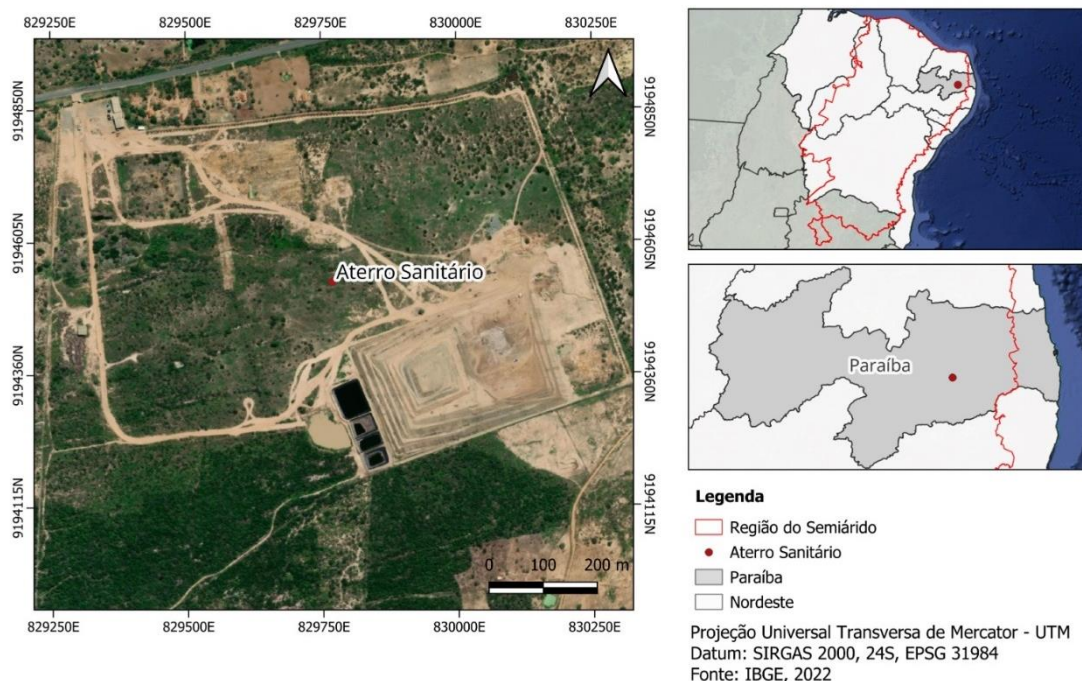 829250E 829500E 829750E 830000E 830250E
9194850N 9194850N
9194605N 9194605N
Aterro Sanitário
9194360N 9194360N
9194115N 9194115N
0 100 200 m
829250E 829500E 829750E 830000E 830250E
Paraíba
Legenda
Região do Semiárido
Aterro Sanitário
Paraíba
Nordeste
Projeção Universal Transversa de Mercator - UTM
Datum: SIRGAS 2000, 24S, EPSG 31984
Fonte: IBGE, 2022